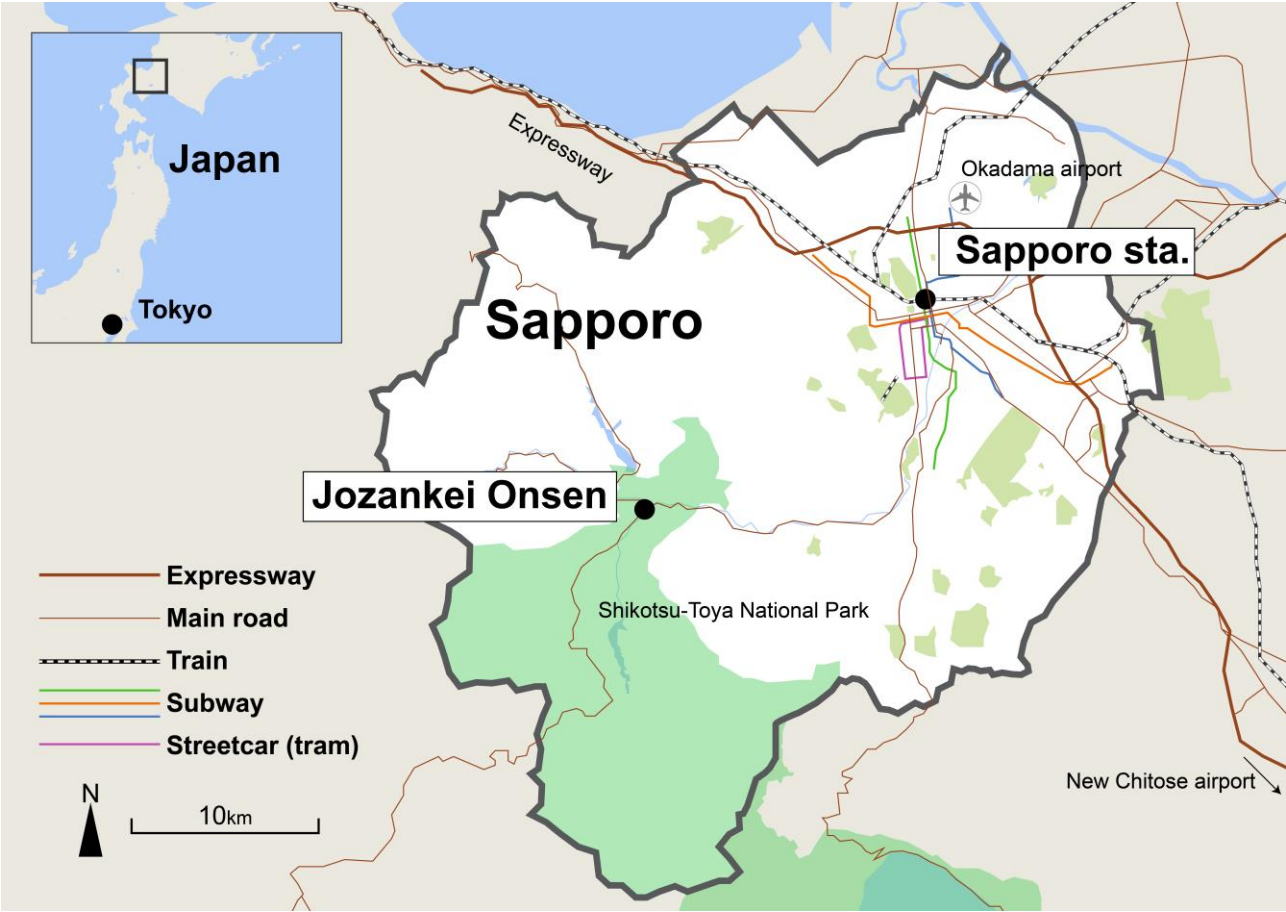 Japan
Tokyo
Expressway
Okadama airport
Sapporo sta.
Sapporo
Jozankei Onsen
Shikotsu-Toya National Park
Expressway
Main road
Train
Subway
Streetcar (tram)
N
10km
New Chitose airport